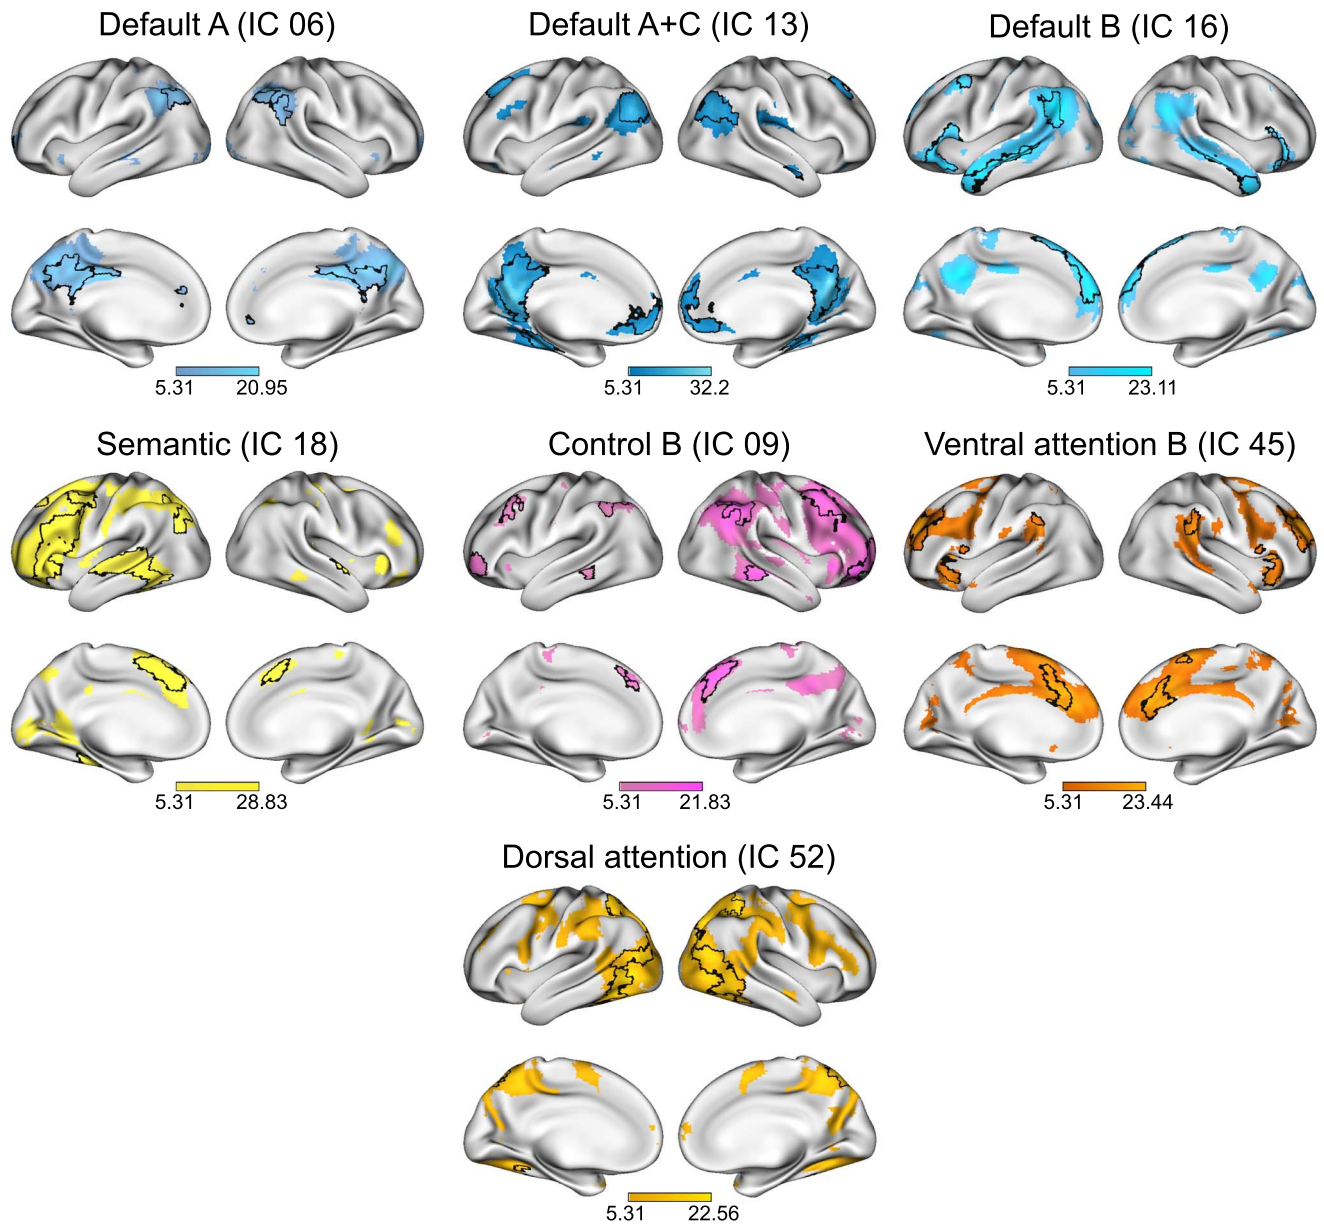 Default A (IC 06)
Default A+C (IC 13)
Default B (IC 16)
5.31 20.95
5.31 32.2
5.31 23.11
Semantic (IC 18)
Control B (IC 09)
Ventral attention B (IC 45)
5.31 28.83
5.31 21.83
5.31 23.44
Dorsal attention (IC 52)
5.31 22.56